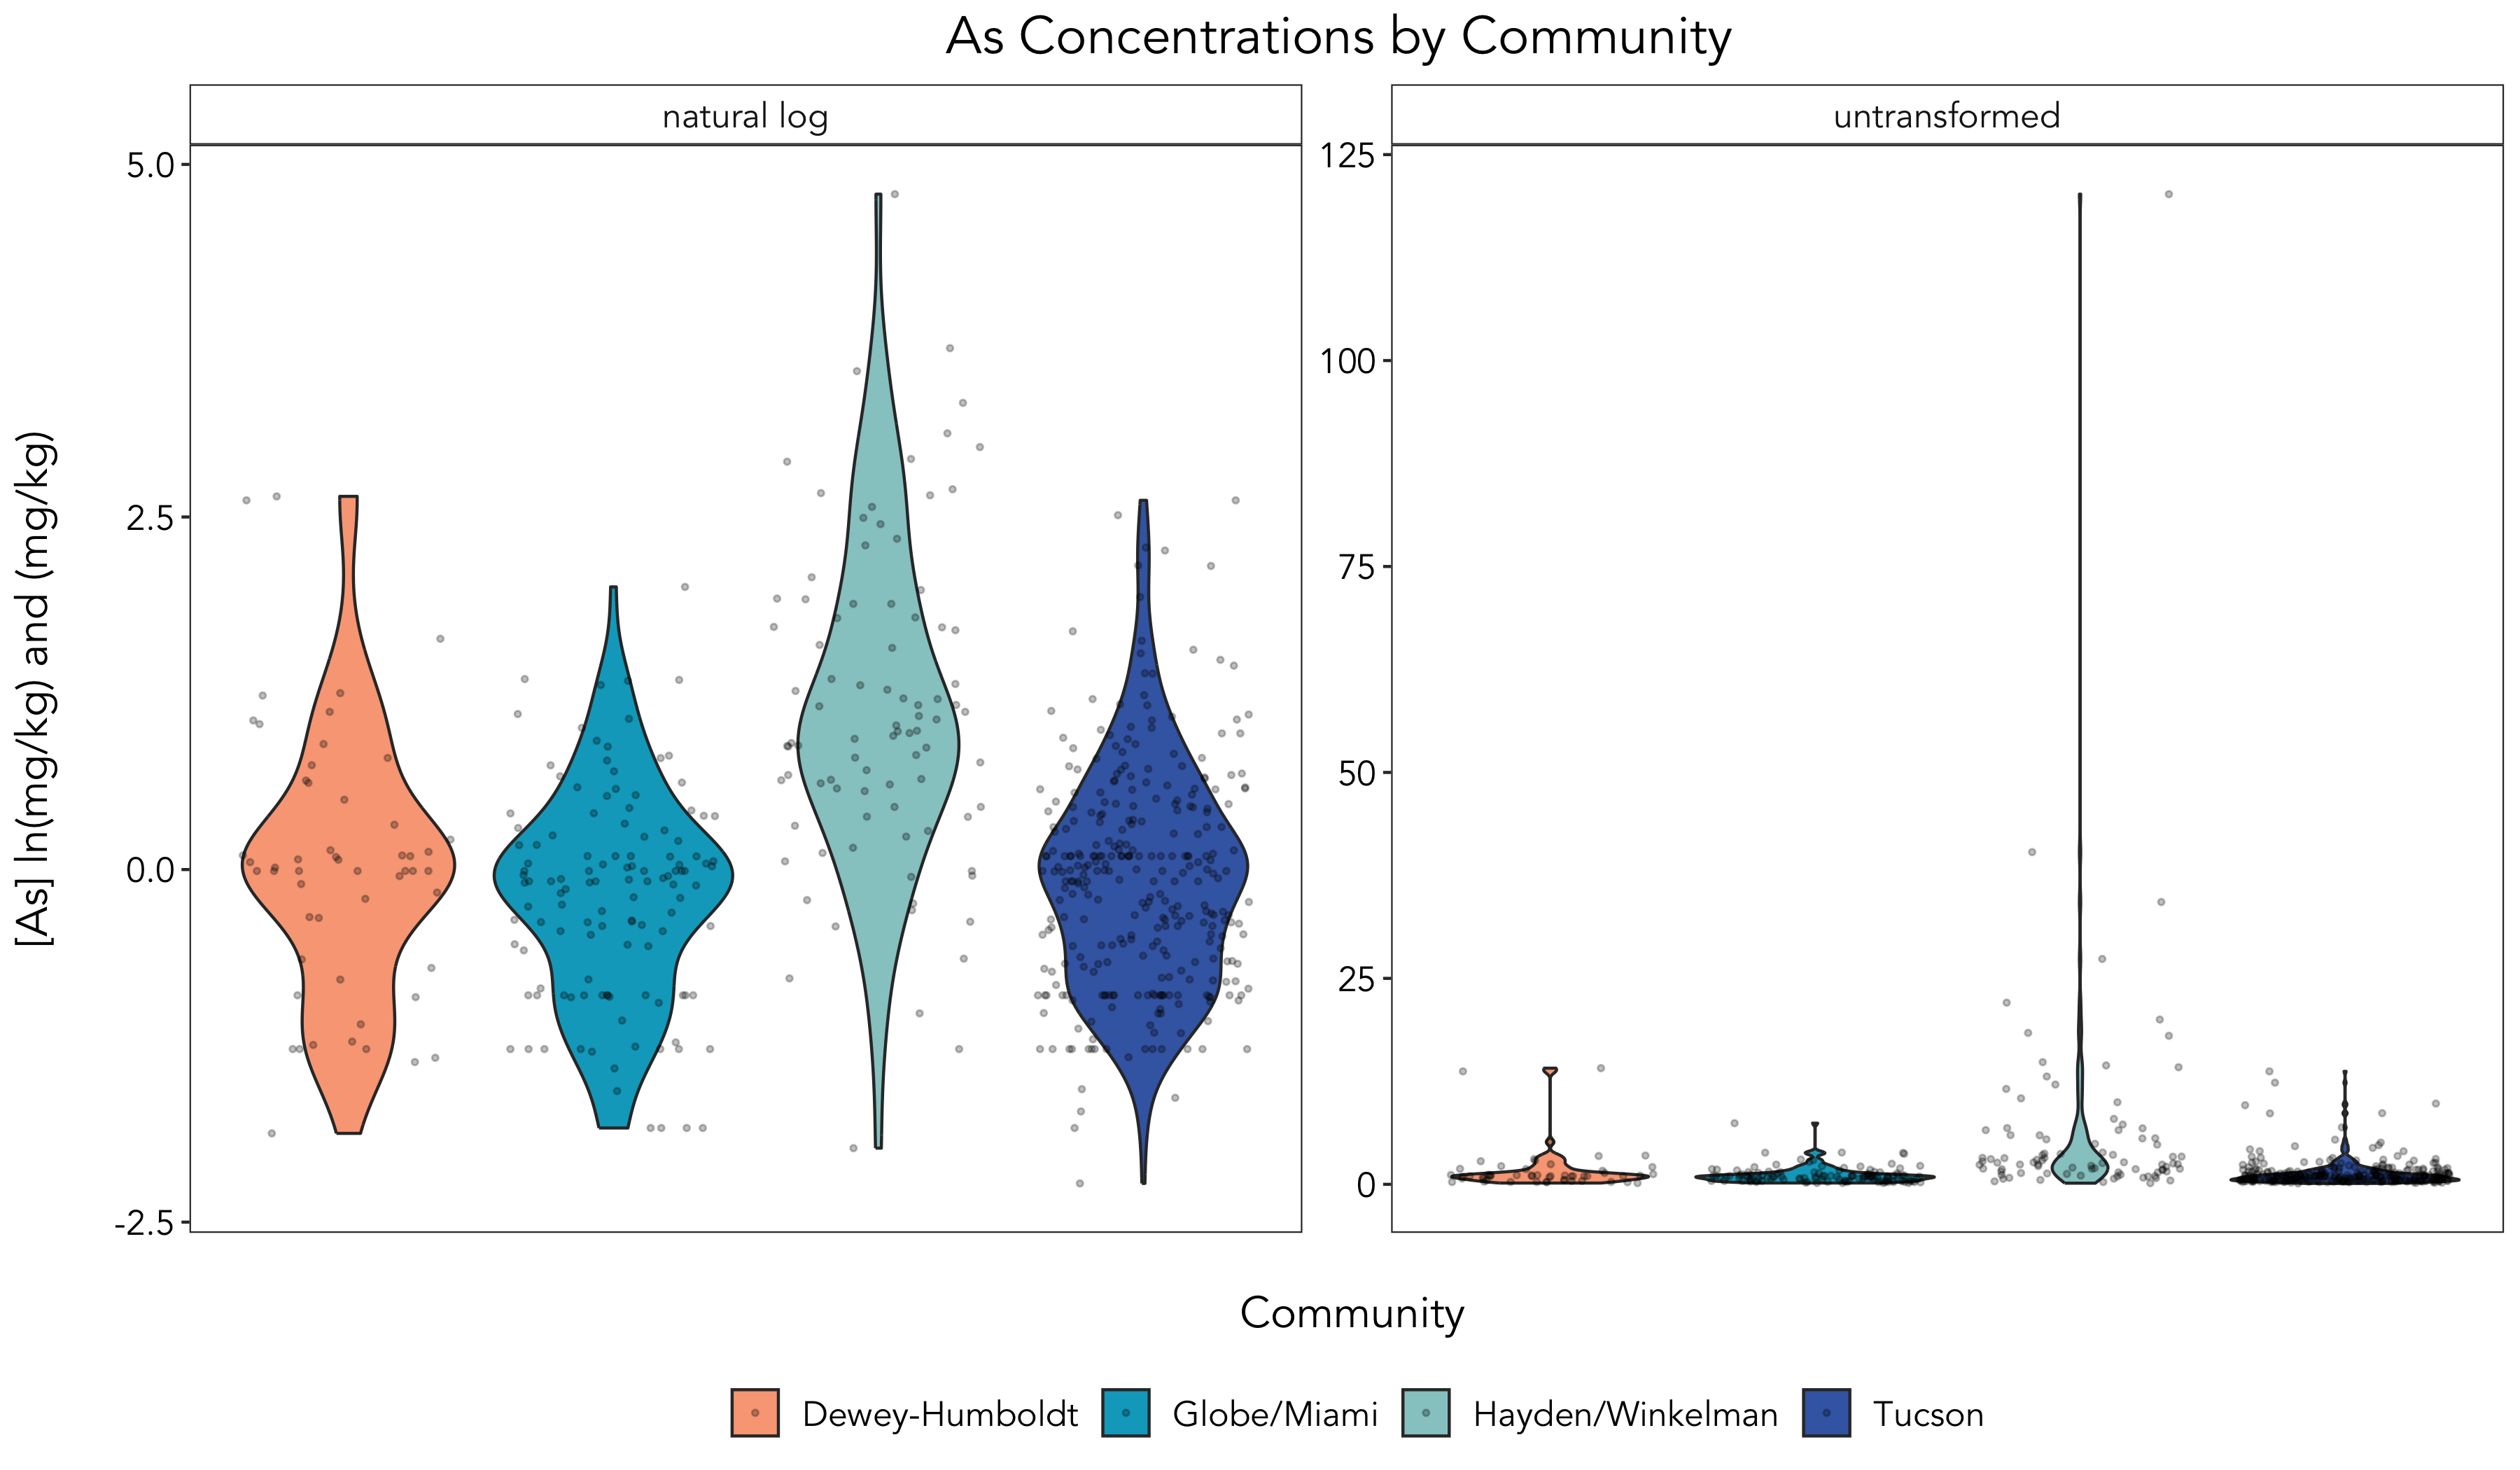 As Concentrations by Community
natural log
untransformed
[As] ln(mg/kg) and (mg/kg)
5.0
2.5
0.0
-2.5
125
100
75
50
25
0
Community
Dewey-Humboldt
Globe/Miami
Hayden/Winkelman
Tucson